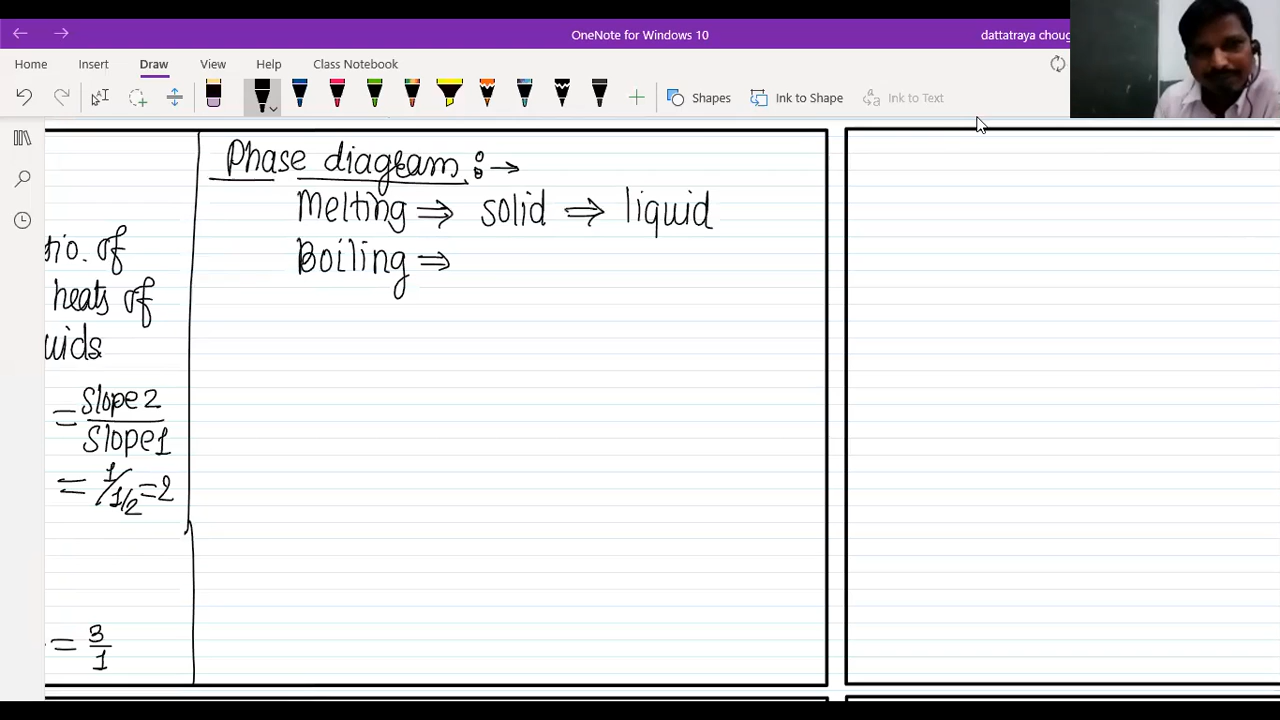 OneNote for Windows 10
dattatraya choug
Home Insert Draw View Help Class Notebook
Shapes Ink to Shape Ink to Text
tio. of
heats of
uids
= Slope 2 / Slope 1
= 1/1/2 = 2
= 3/1
Phase diagram :→
Melting ⇒ solid ⇒ liquid
Boiling ⇒